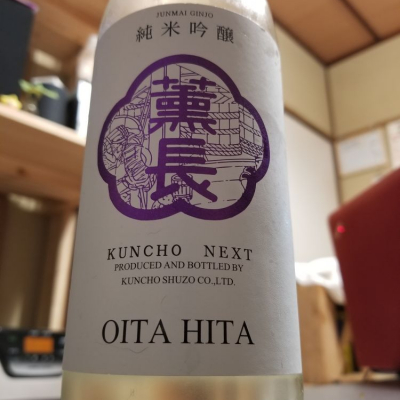 JUNMAI GINJO
純米吟醸
薫長
KUNCHO NEXT
PRODUCED AND BOTTLED BY
KUNCHO SHUZO CO.,LTD.
OITA HITA